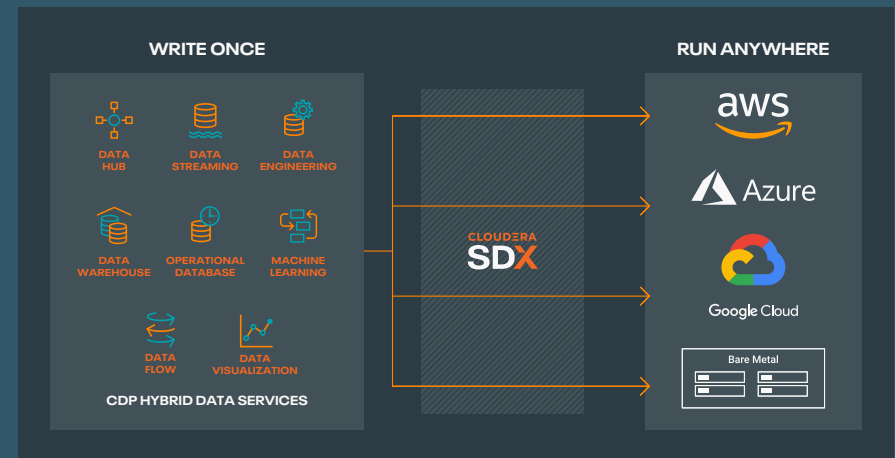 WRITE ONCE
RUN ANYWHERE
DATA
HUB
DATA
STREAMING
DATA
ENGINEERING
DATA
WAREHOUSE
OPERATIONAL
DATABASE
MACHINE
LEARNING
DATA
FLOW
DATA
VISUALIZATION
CDP HYBRID DATA SERVICES
CLOUDERA
SDX
aws
Azure
Google Cloud
Bare Metal